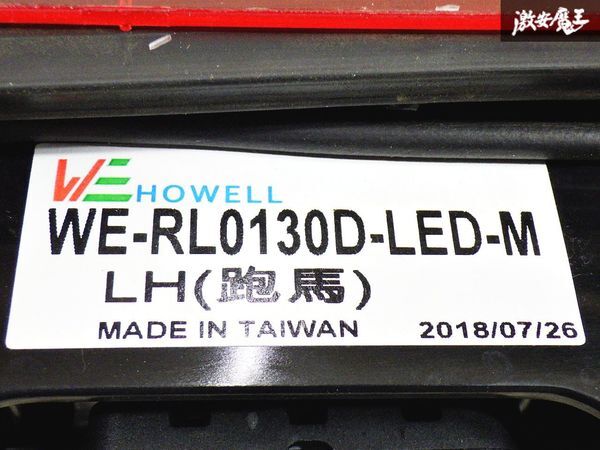 激安魔王
WE HOWELL
WE-RL0130D-LED-M
LH(跑馬)
MADE IN TAIWAN 2018/07/26